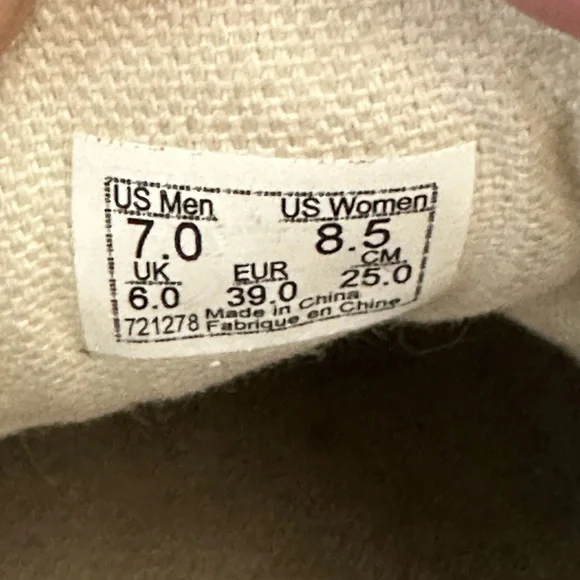 US Men US Women
7.0 8.5
UK EUR CM.
6.0 39.0 25.0
721278 Made in China
Fabrique en Chine